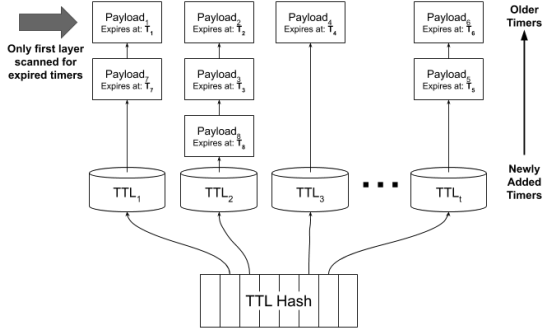 Only first layer
scanned for
expired timers
Payload1
Expires at: T1
Payload2
Expires at: T2
Payload4
Expires at: T4
Payload6
Expires at: T6
Older
Timers
Payload7
Expires at: T7
Payload3
Expires at: T3
Payload5
Expires at: T5
Payload8
Expires at: T8
TTL1
TTL2
TTL3
TTLt
Newly
Added
Timers
TTL Hash